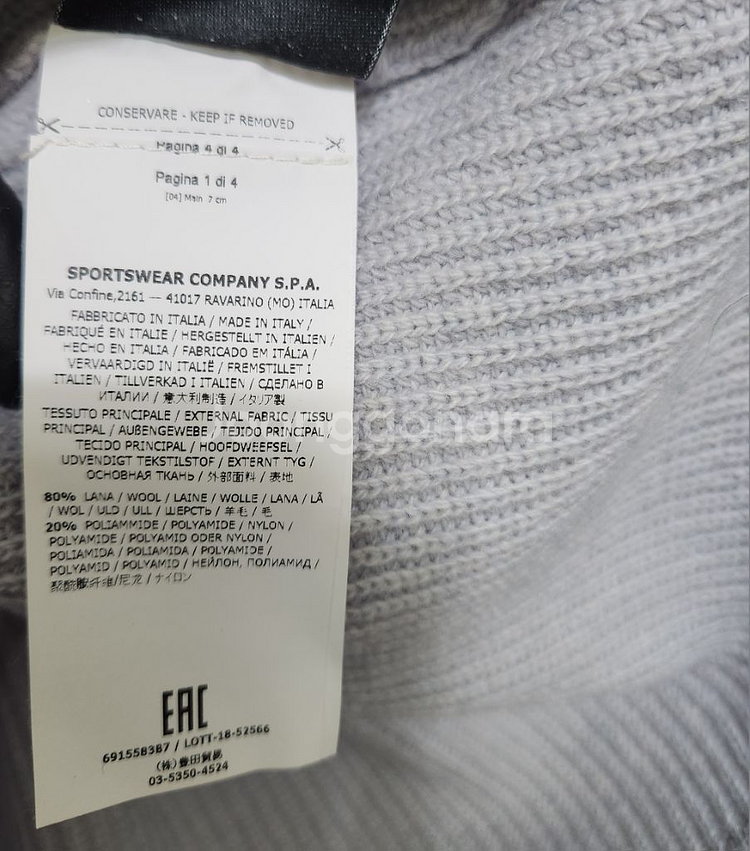 CONSERVARE - KEEP IF REMOVED
Pagina 4 di 4
Pagina 1 di 4
[04] Main 7 cm
SPORTSWEAR COMPANY S.P.A.
Via Confine,2161 — 41017 RAVARINO (MO) ITALIA
FABBRICATO IN ITALIA / MADE IN ITALY /
FABRIQUÉ EN ITALIE / HERGESTELLT IN ITALIEN /
HECHO EN ITALIA / FABRICADO EM ITÁLIA /
VERVAARDIGD IN ITALIË / FREMSTILLET I
ITALIEN / TILLVERKAD I ITALIEN / СДЕЛАНО В
ИТАЛИИ / 意大利制造 / イタリア製
TESSUTO PRINCIPALE / EXTERNAL FABRIC / TISSU
PRINCIPAL / AUßENGEWEBE / TEJIDO PRINCIPAL /
TECIDO PRINCIPAL / HOOFDWEEFSEL /
UDVENDIGT TEKSTILSTOF / EXTERNT TYG /
ОСНОВНАЯ ТКАНЬ / 外部面料 / 表地
80% LANA / WOOL / LAINE / WOLLE / LANA / LÃ
/ WOL / ULD / ULL / ШЕРСТЬ / 羊毛 / 毛
20% POLIAMMIDE / POLYAMIDE / NYLON /
POLYAMIDE / POLYAMID ODER NYLON /
POLIAMIDA / POLIAMIDA / POLYAMIDE /
POLYAMID / POLYAMID / НЕЙЛОН, ПОЛИАМИД /
聚酰胺纤维/尼龙 / ナイロン
EAC
691558387 / LOTT-18-52566
(株)豊田貿易
03-5350-4524